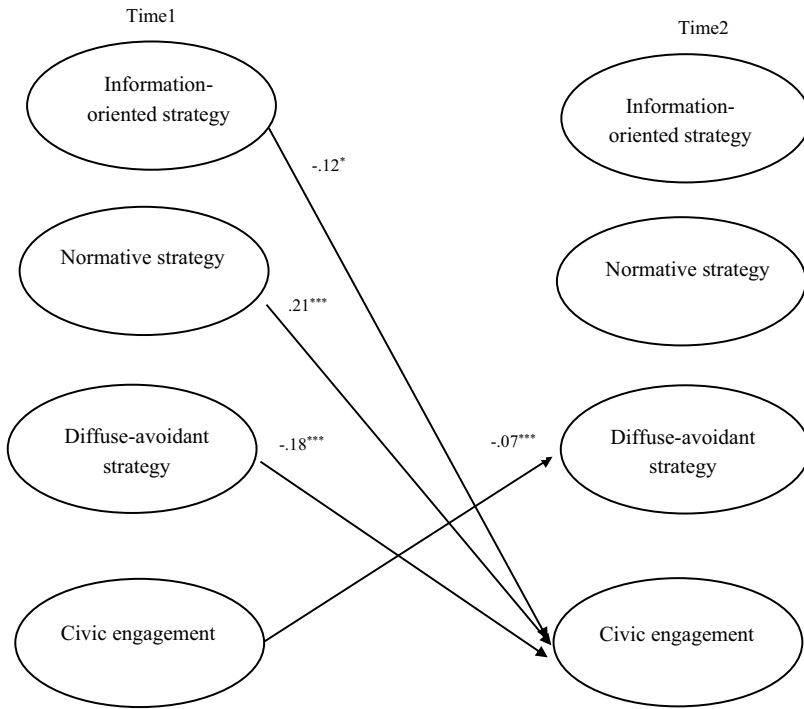 Time1
Time2
Information-
oriented strategy
Information-
oriented strategy
-.12*
Normative strategy
Normative strategy
.21***
Diffuse-avoidant
strategy
-.18***
-.07***
Diffuse-avoidant
strategy
Civic engagement
Civic engagement